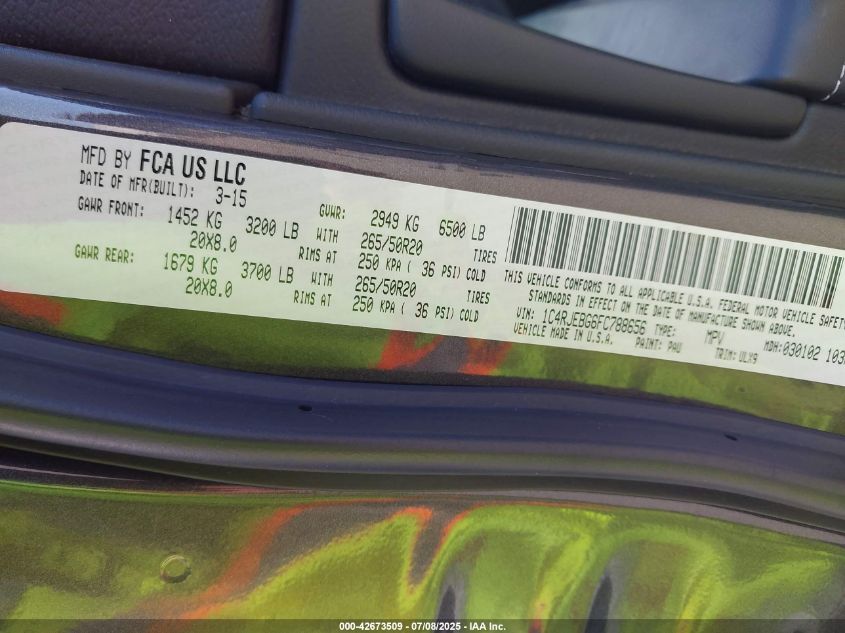 MFD BY FCA US LLC
DATE OF MFR(BUILT): 3-15
GVWR: 2949 KG 6500 LB
GAWR FRONT: 1452 KG 3200 LB WITH 265/50R20 TIRES
20X8.0 RIMS AT 250 KPA ( 36 PSI) COLD
GAWR REAR: 1679 KG 3700 LB WITH 265/50R20 TIRES
20X8.0 RIMS AT 250 KPA ( 36 PSI) COLD
THIS VEHICLE CONFORMS TO ALL APPLICABLE U.S.A. FEDERAL MOTOR VEHICLE SAFETY
STANDARDS IN EFFECT ON THE DATE OF MANUFACTURE SHOWN ABOVE.
VIN: 1C4RJEBG6FC788656 TYPE: MPV MDH:030102 103
VEHICLE MADE IN U.S.A. PAINT: PAU TRIM: ULX9
000-42673509 - 07/08/2025 - IAA Inc.